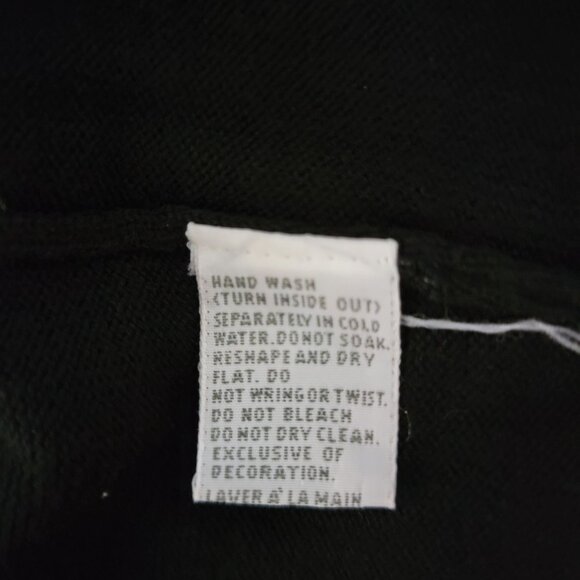 HAND WASH
(TURN INSIDE OUT)
SEPARATELY IN COLD
WATER. DO NOT SOAK.
RESHAPE AND DRY
FLAT. DO
NOT WRING OR TWIST.
DO NOT BLEACH
DO NOT DRY CLEAN.
EXCLUSIVE OF
DECORATION.
LAVER A' LA MAIN